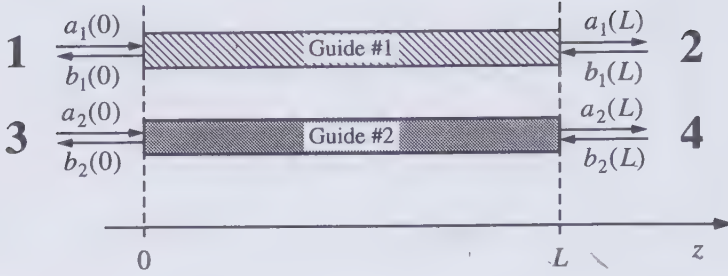 a₁(0)
1
b₁(0)
Guide #1
a₁(L)
2
b₁(L)
a₂(0)
3
b₂(0)
Guide #2
a₂(L)
4
b₂(L)
0
L
z